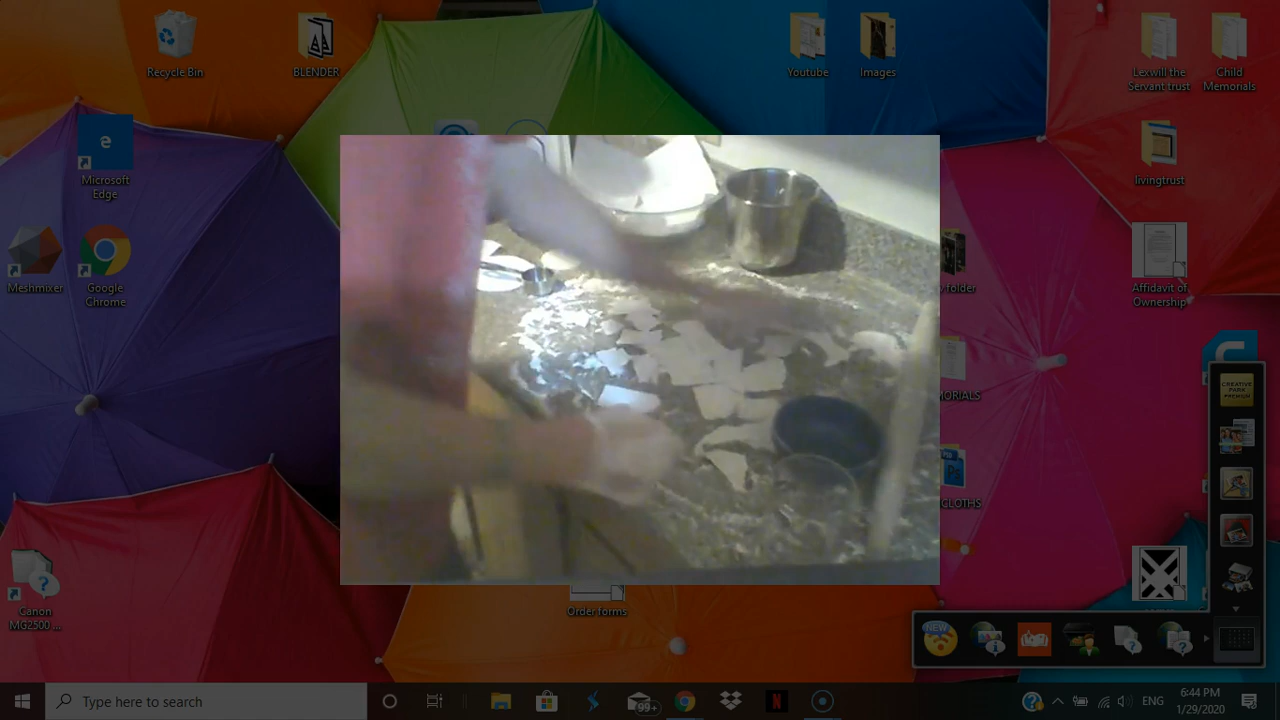 Recycle Bin
BLENDER
Youtube
Images
Lexwill the
Servant trust
Child
Memorials
Microsoft
Edge
livingtrust
Meshmixer
Google
Chrome
folder
Affidavit of
Ownership
CREATIVE
PARK
PREMIUM
ORIALS
CLOTHS
Canon
MG2500 ...
Order forms
NEW
Type here to search
99+
N
ENG
6:44 PM
1/29/2020